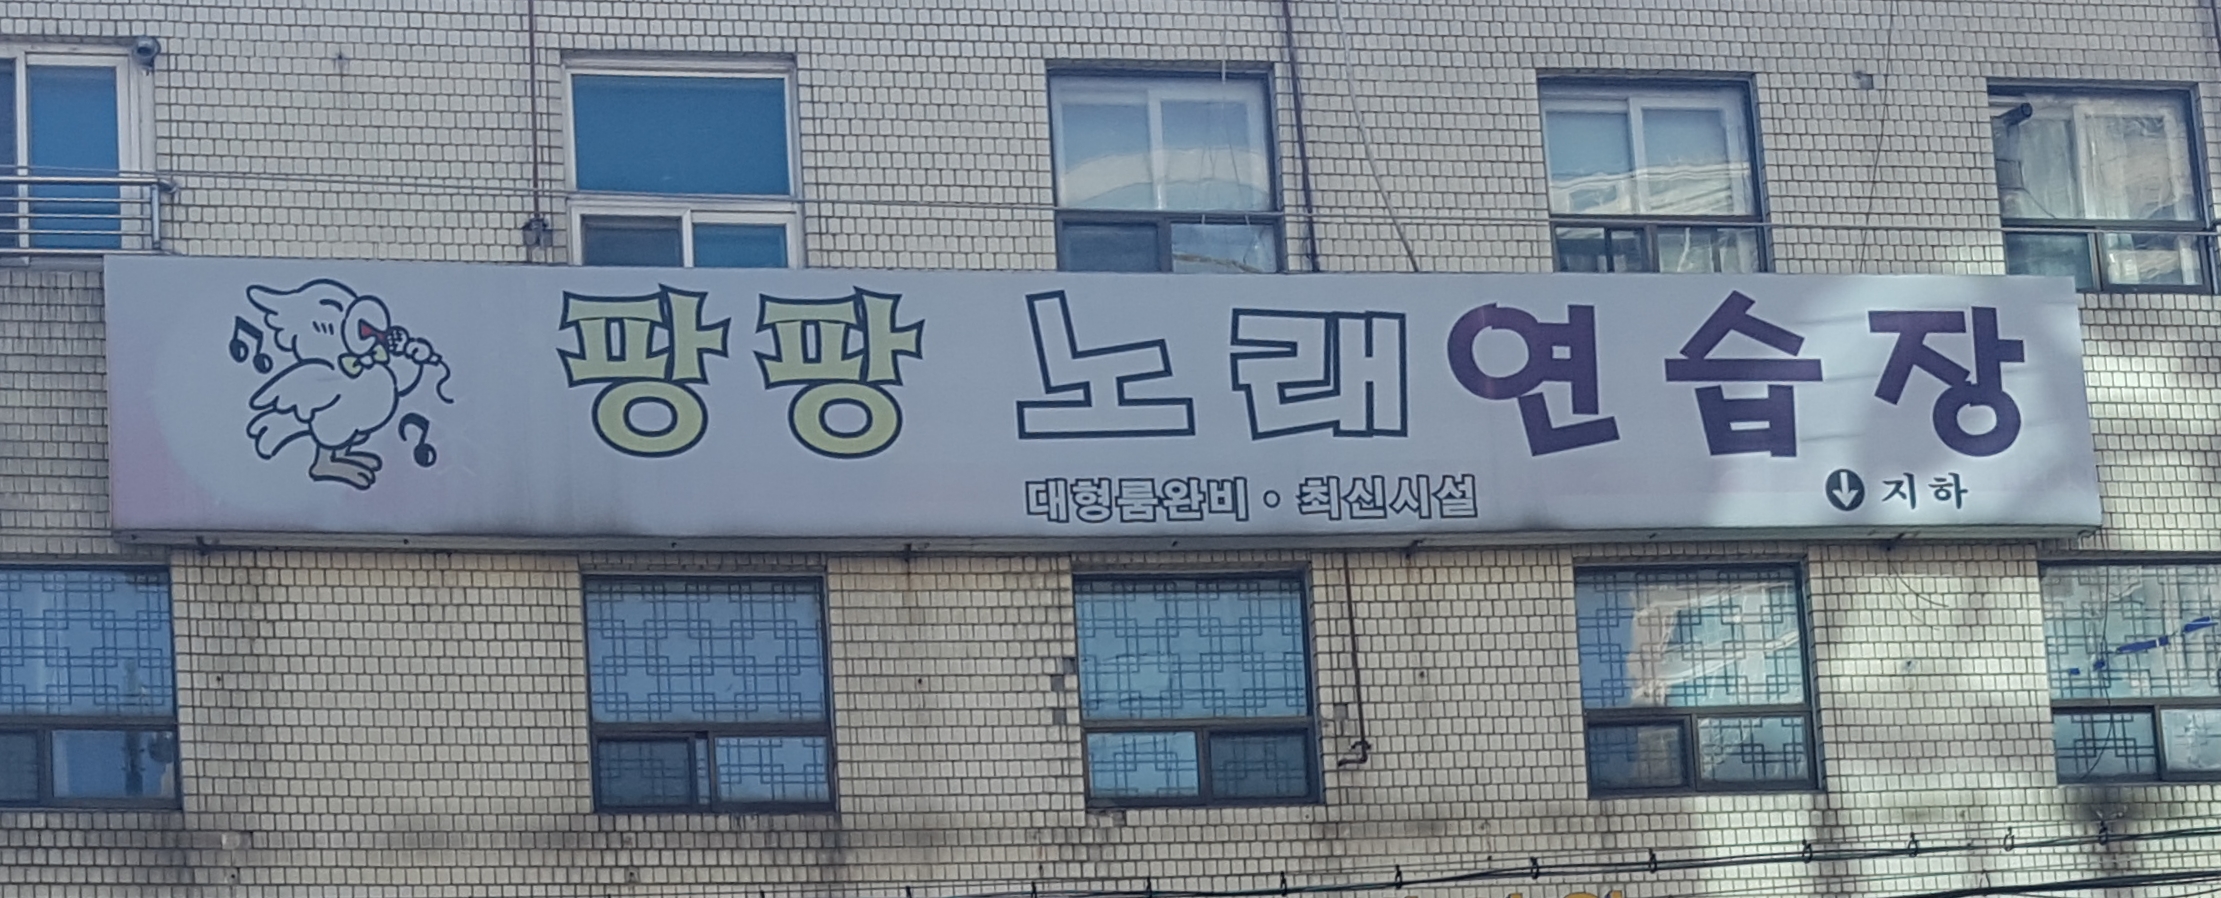 팡팡 노래연습장
대형룸완비 • 최신시설
지하